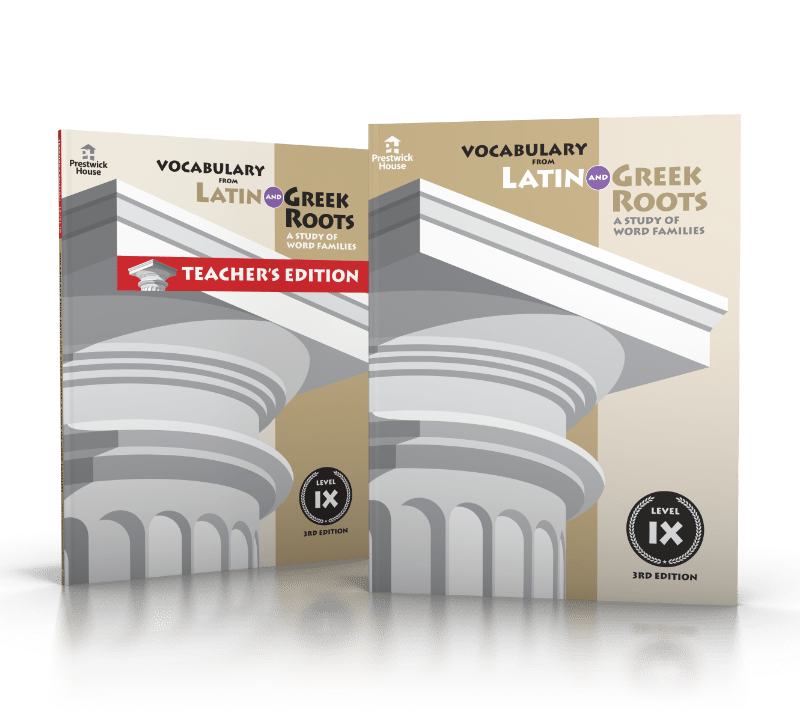 Prestwick
House
VOCABULARY
FROM
LATIN AND GREEK
ROOTS
A STUDY OF
WORD FAMILIES
TEACHER'S EDITION
LEVEL
IX
3RD EDITION
Prestwick
House
VOCABULARY
FROM
LATIN AND GREEK
ROOTS
A STUDY OF
WORD FAMILIES
LEVEL
IX
3RD EDITION